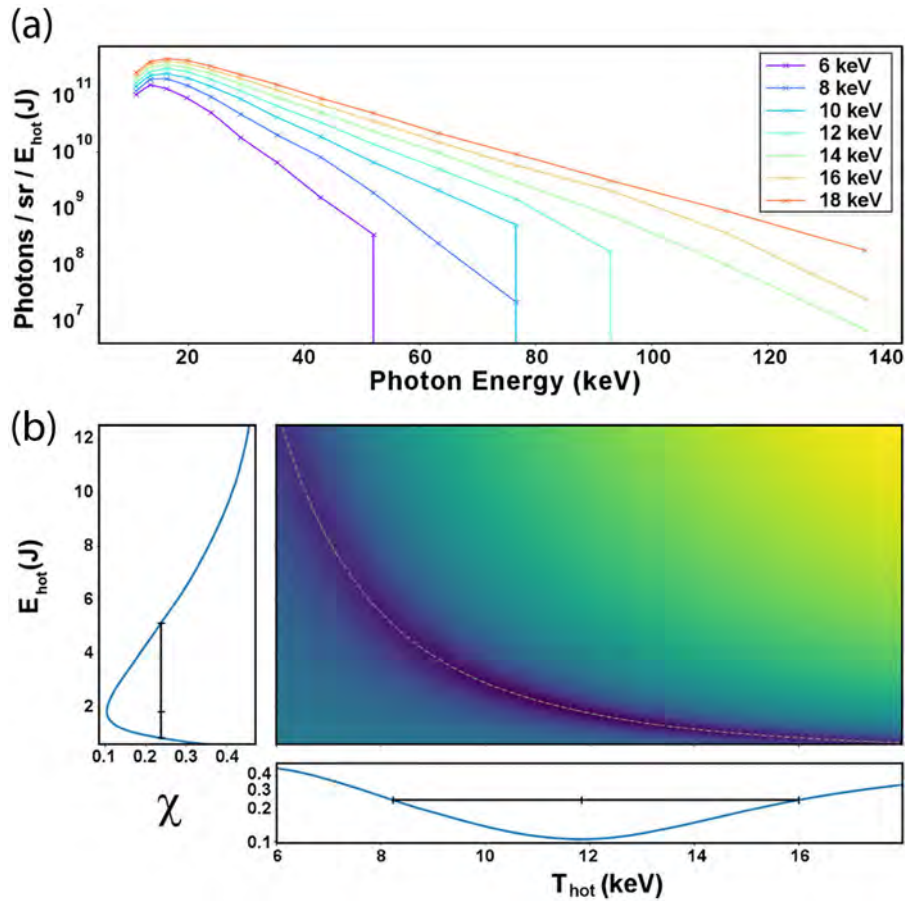 (a)
Photons / sr / E_hot(J)
10^11
10^10
10^9
10^8
10^7
6 keV
8 keV
10 keV
12 keV
14 keV
16 keV
18 keV
20 40 60 80 100 120 140
Photon Energy (keV)
(b)
E_hot(J)
12
10
8
6
4
2
0.1 0.2 0.3 0.4
χ
0.4
0.3
0.2
0.1
6 8 10 12 14 16
T_hot (keV)